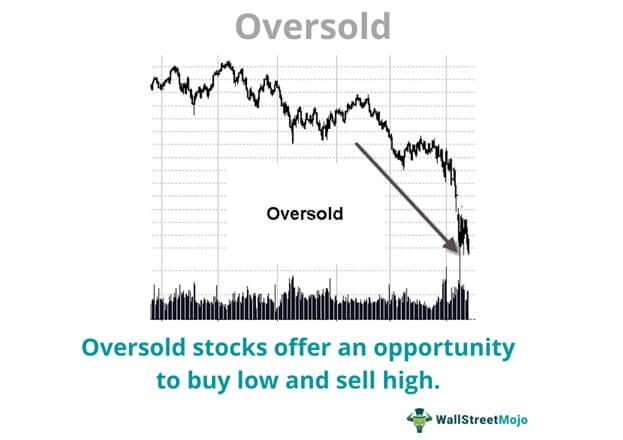 Oversold
Oversold
Oversold stocks offer an opportunity
to buy low and sell high.
WallStreetMojo